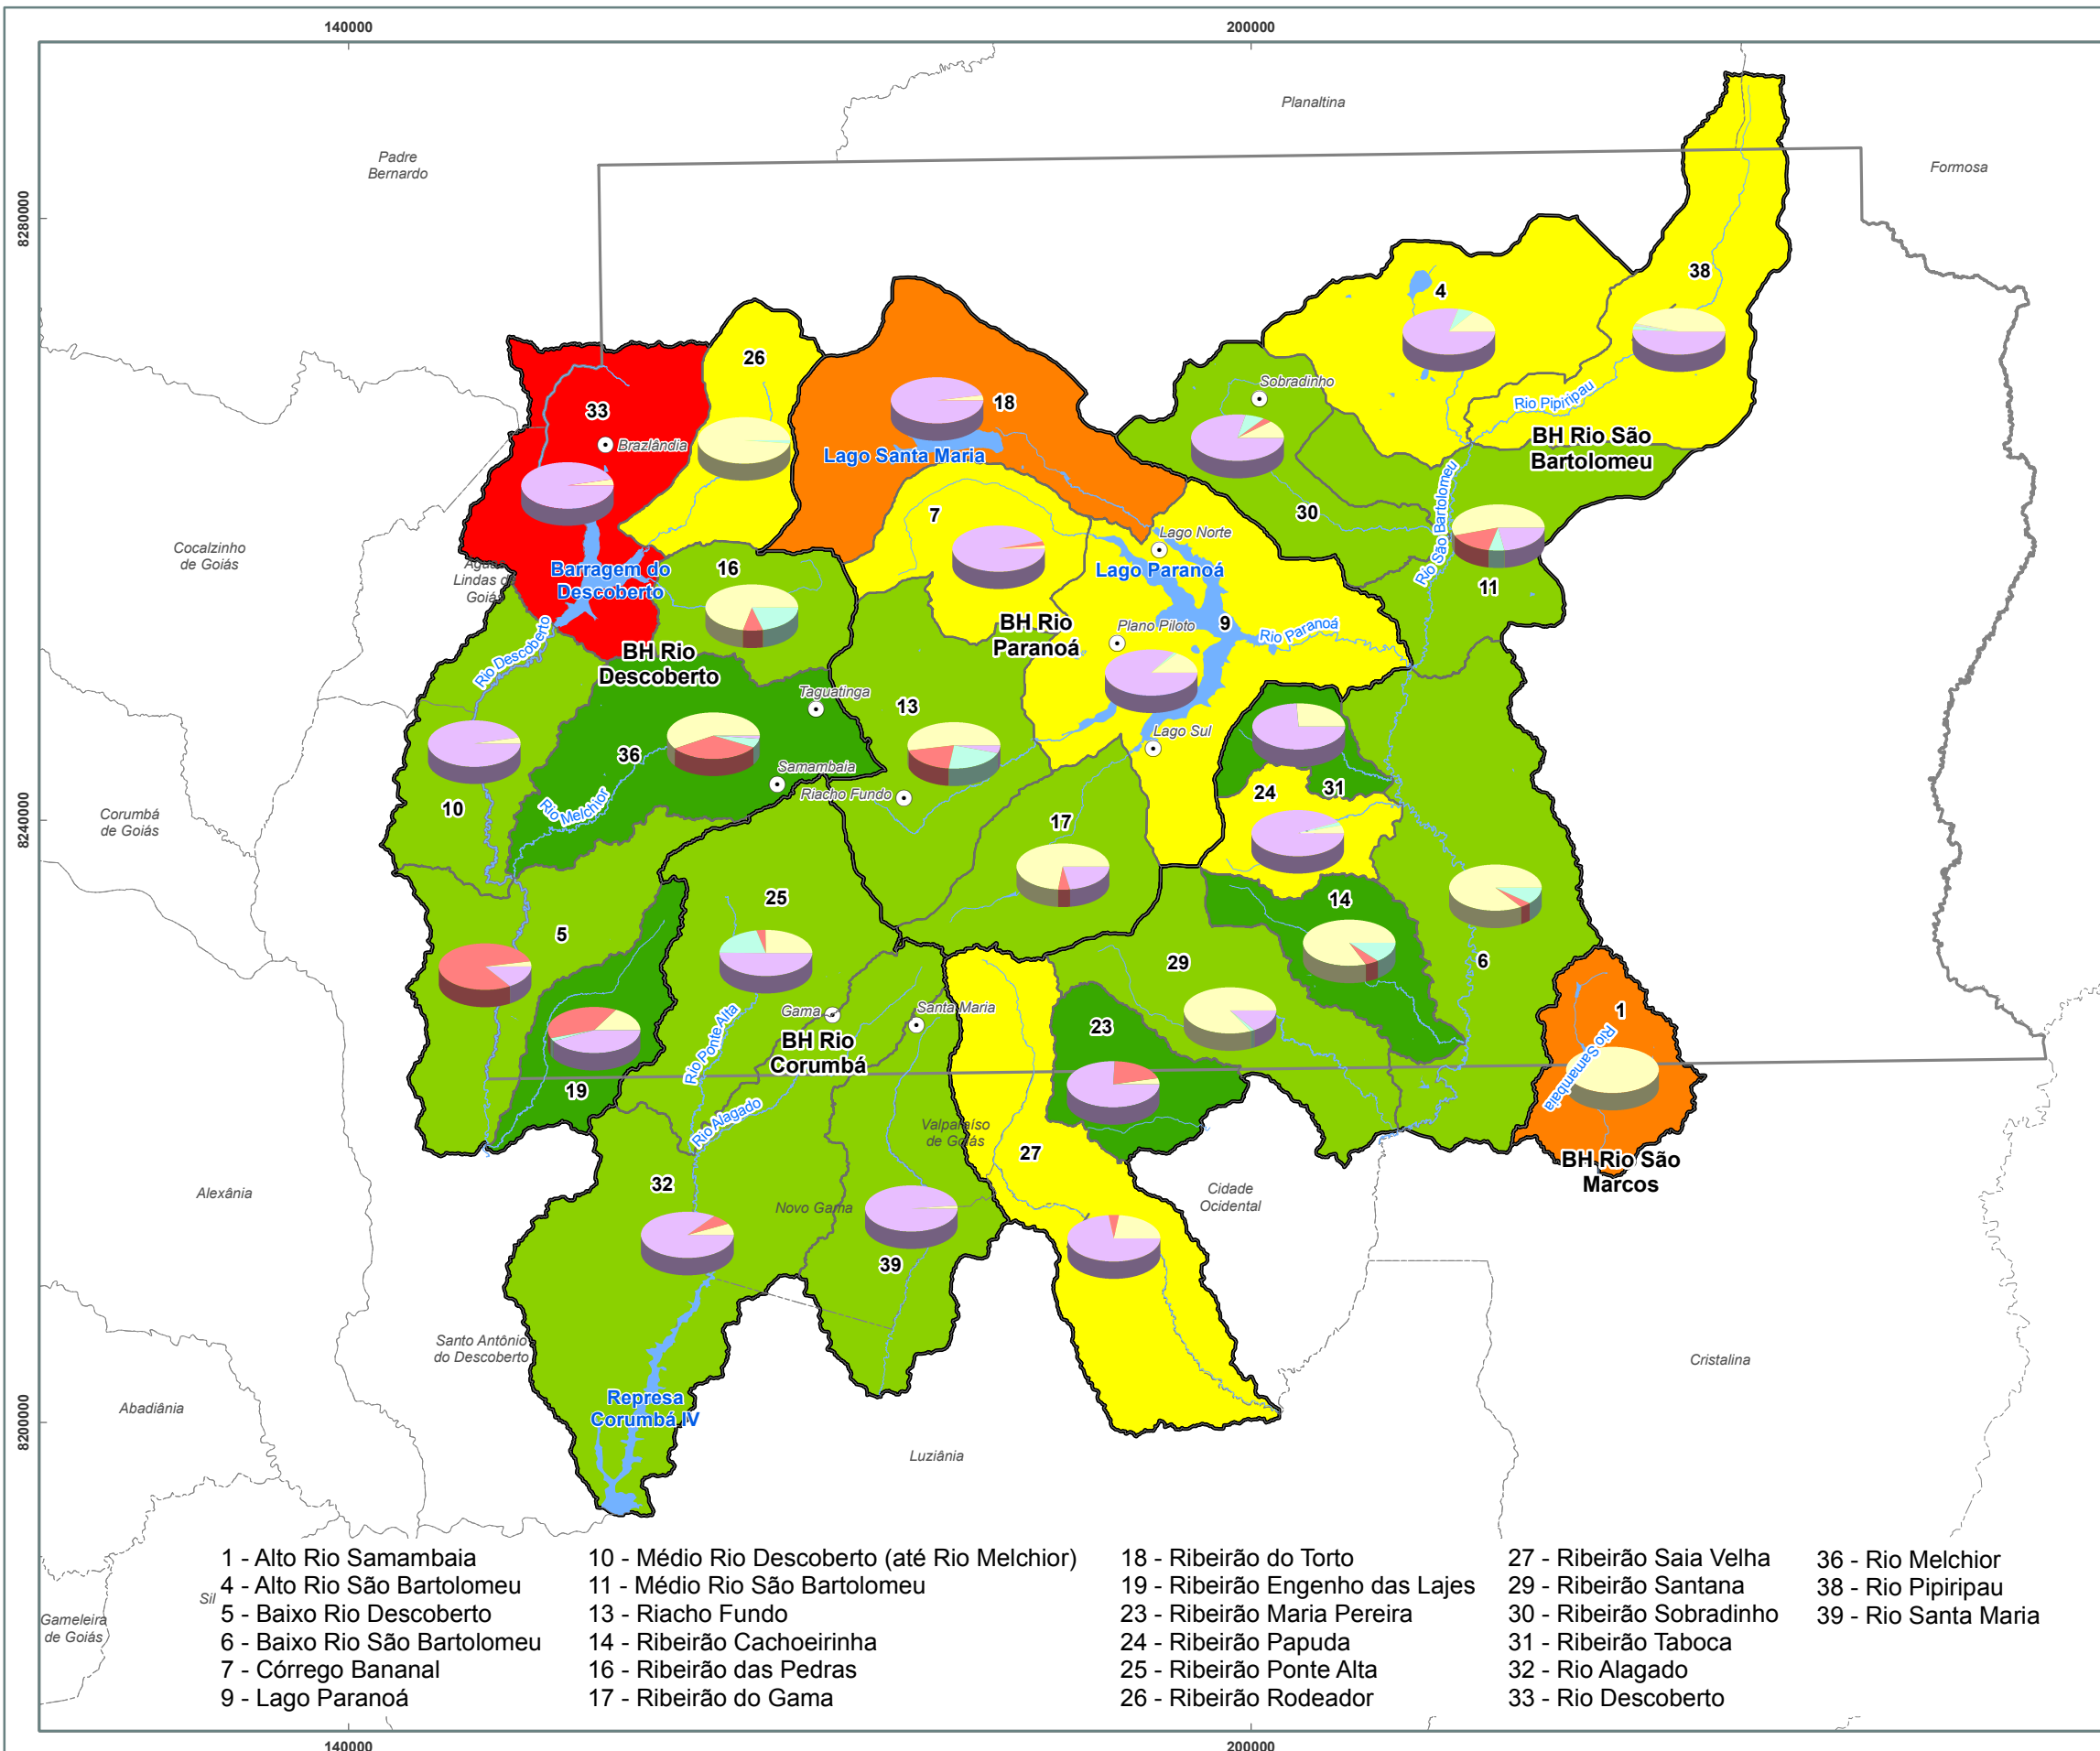 140000
200000
Planaltina
Padre
Bernardo
Formosa
8280000
38
4
26
Sobradinho
33
18
Rio Pipiripau
Brazlândia
BH Rio São
Bartolomeu
Lago Santa Maria
Rio São Bartolomeu
7
30
Lago Norte
Cocalzinho
de Goiás
Lindas d
Goiás
Barragem do
Descoberto
16
Lago Paranoá
11
Rio Descoberto
BH Rio
Paranoá
Plano Piloto
9
Rio Paranoá
BH Rio
Descoberto
Taguatinga
13
Lago Sul
36
Samambaia
Riacho Fundo
31
24
8240000
Corumbá
de Goiás
10
Rio Melchior
17
25
14
5
29
6
Rio Ponte Alta
Gama
Santa Maria
1
BH Rio
Corumbá
23
Rio Samambaia
19
Rio Alagado
Valparaíso
de Goiás
27
BH Rio São
Marcos
Alexânia
32
Novo Gama
Cidade
Ocidental
39
Santo Antônio
do Descoberto
Cristalina
8200000
Abadiânia
Represa
Corumbá IV
Luziânia
Sil
Gameleira
de Goiás
1 - Alto Rio Samambaia
4 - Alto Rio São Bartolomeu
5 - Baixo Rio Descoberto
6 - Baixo Rio São Bartolomeu
7 - Córrego Bananal
9 - Lago Paranoá
10 - Médio Rio Descoberto (até Rio Melchior)
11 - Médio Rio São Bartolomeu
13 - Riacho Fundo
14 - Ribeirão Cachoeirinha
16 - Ribeirão das Pedras
17 - Ribeirão do Gama
18 - Ribeirão do Torto
19 - Ribeirão Engenho das Lajes
23 - Ribeirão Maria Pereira
24 - Ribeirão Papuda
25 - Ribeirão Ponte Alta
26 - Ribeirão Rodeador
27 - Ribeirão Saia Velha
29 - Ribeirão Santana
30 - Ribeirão Sobradinho
31 - Ribeirão Taboca
32 - Rio Alagado
33 - Rio Descoberto
36 - Rio Melchior
38 - Rio Pipiripau
39 - Rio Santa Maria
140000
200000